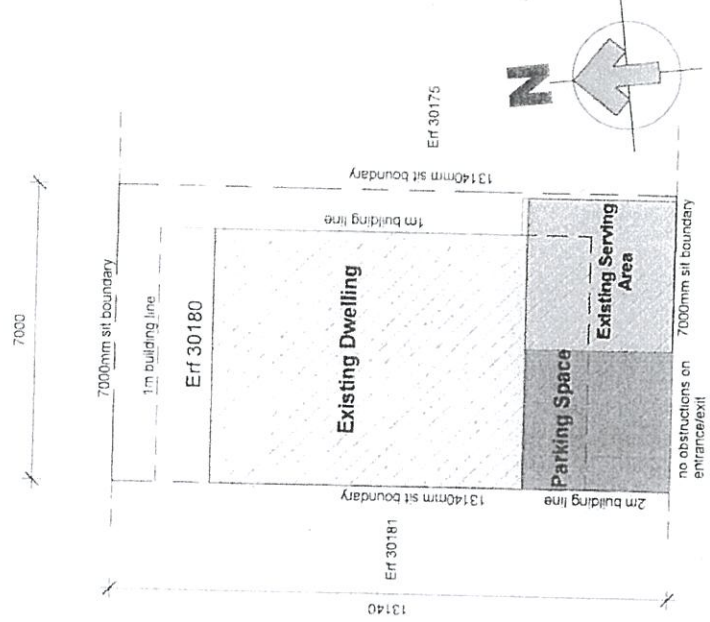 7000
7000mm sit boundary
1m building line
Erf 30180
N
Erf 30175
13140mm sit boundary
1m building line
Existing Dwelling
13140mm sit boundary
Erf 30181
13140
Parking Space
Existing Serving
Area
2m building line
no obstructions on
entrance/exit
7000mm sit boundary